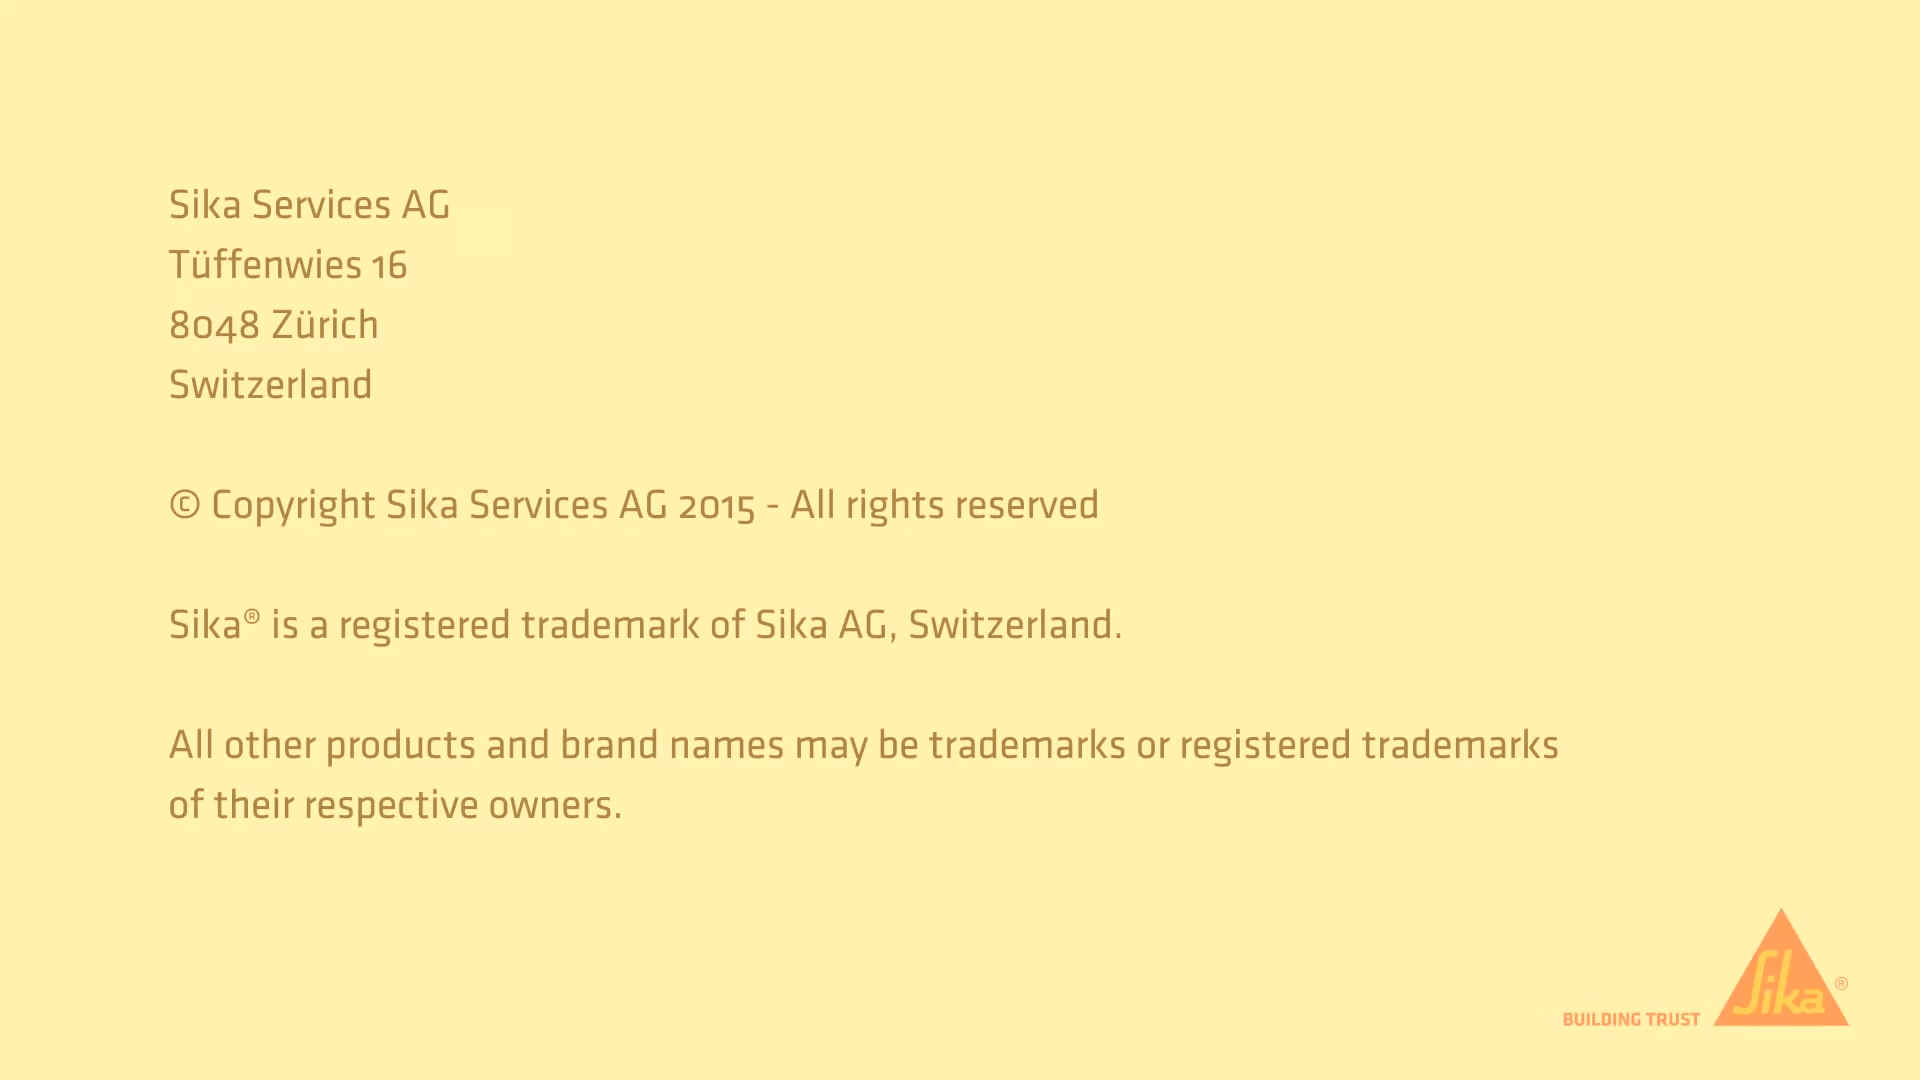 Sika Services AG
Tüffenwies 16
8048 Zürich
Switzerland
© Copyright Sika Services AG 2015 - All rights reserved
Sika® is a registered trademark of Sika AG, Switzerland.
All other products and brand names may be trademarks or registered trademarks
of their respective owners.
BUILDING TRUST
Sika®